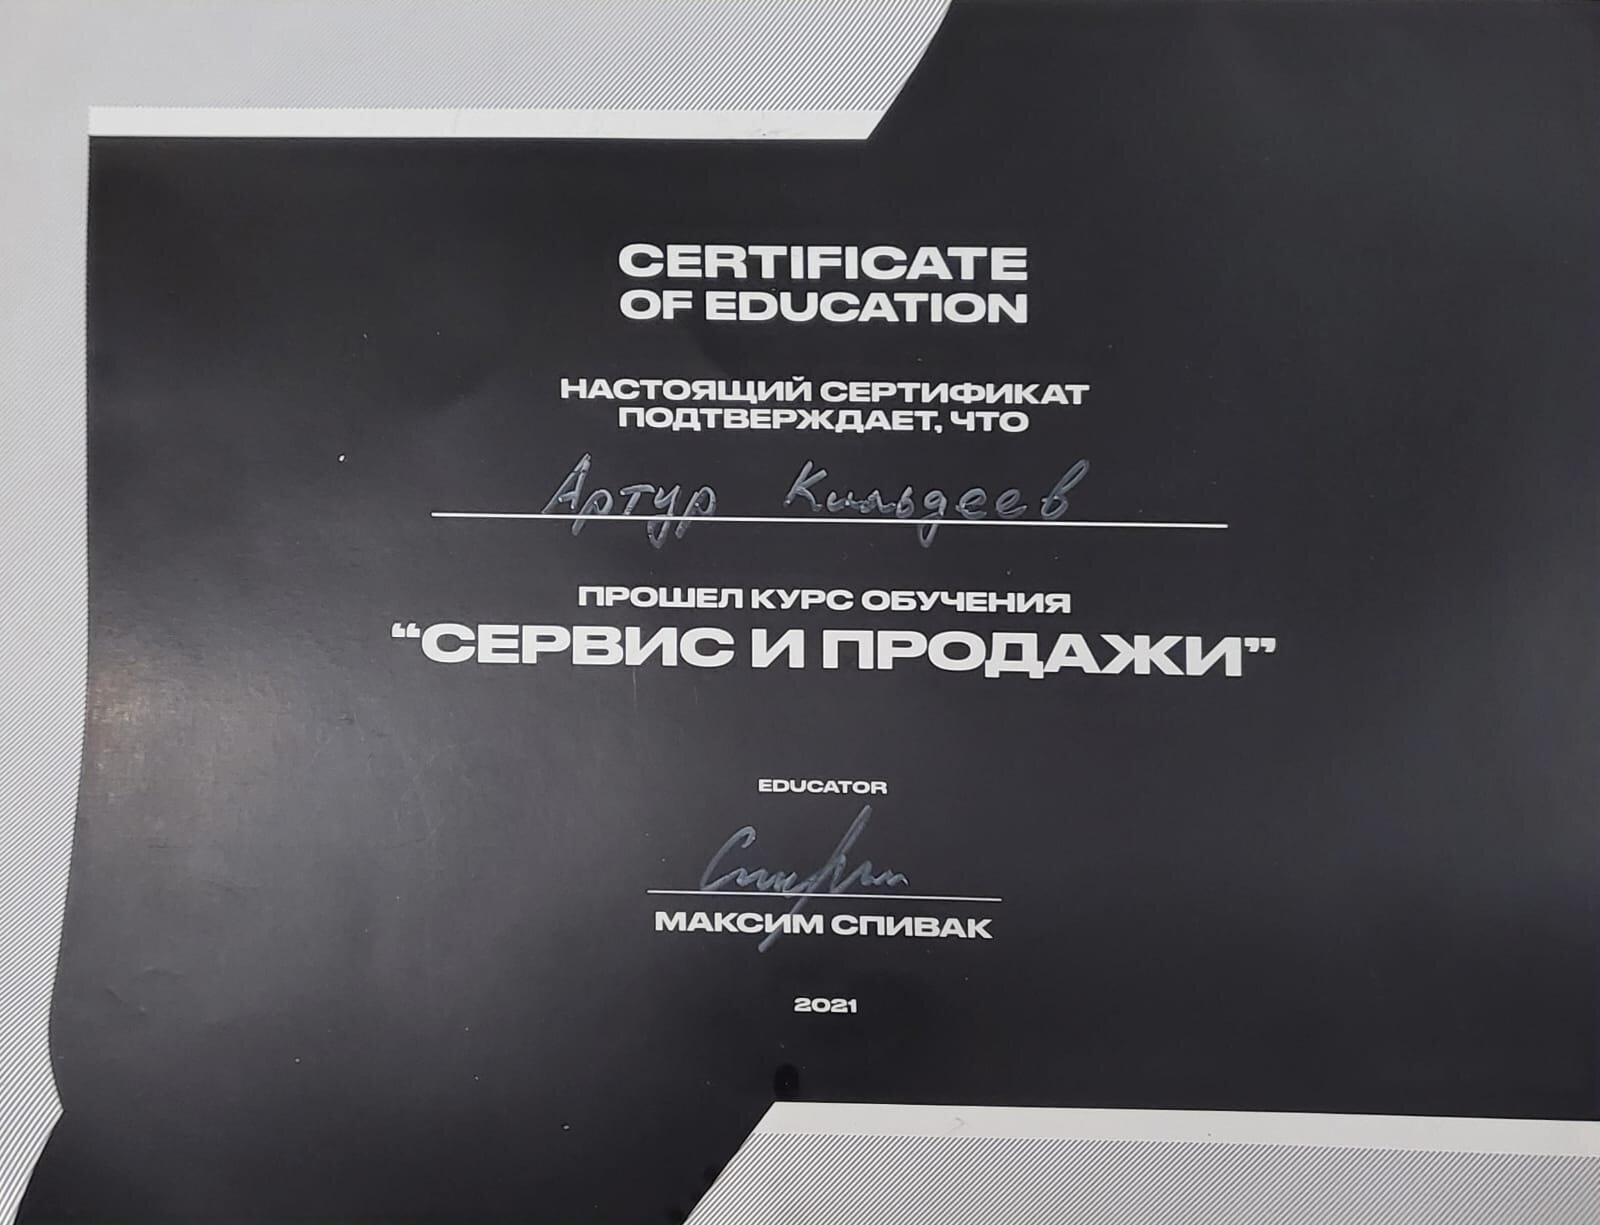 CERTIFICATE
OF EDUCATION
НАСТОЯЩИЙ СЕРТИФИКАТ
ПОДТВЕРЖДАЕТ, ЧТО
Артур Кильдеев
ПРОШЕЛ КУРС ОБУЧЕНИЯ
“СЕРВИС И ПРОДАЖИ”
EDUCATOR
МАКСИМ СПИВАК
2021